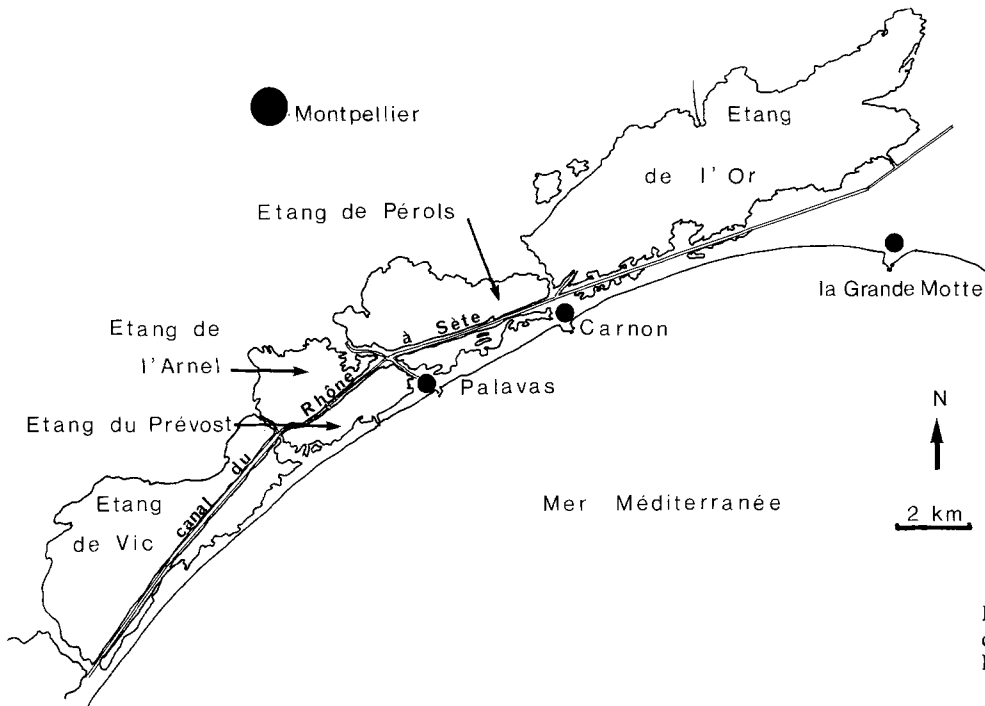 Montpellier
Etang
de l'Or
Etang de Pérols
la Grande Motte
Carnon
Etang de
l'Arnel
Palavas
Etang du Prévost
canal du Rhône à Sète
Etang
de Vic
Mer Méditerranée
N
2 km